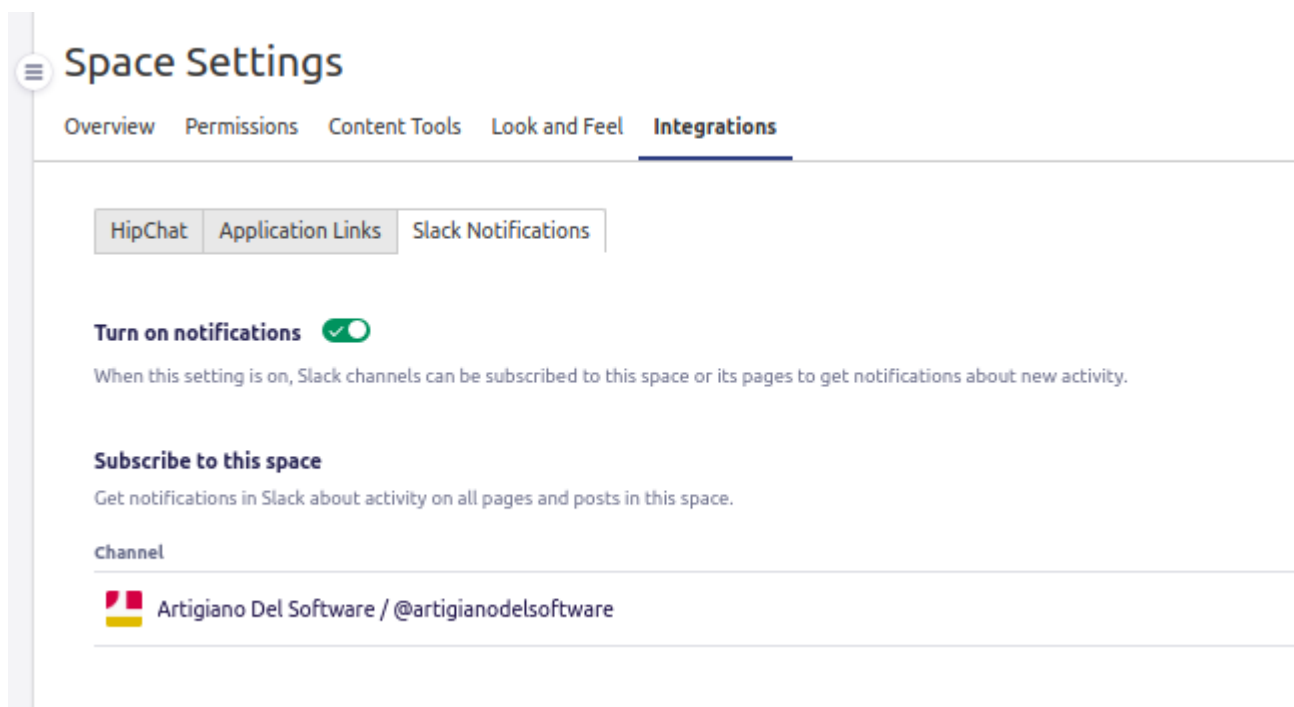 Space Settings
Overview Permissions Content Tools Look and Feel Integrations
HipChat Application Links Slack Notifications
Turn on notifications
When this setting is on, Slack channels can be subscribed to this space or its pages to get notifications about new activity.
Subscribe to this space
Get notifications in Slack about activity on all pages and posts in this space.
Channel
Artigiano Del Software / @artigianodelsoftware